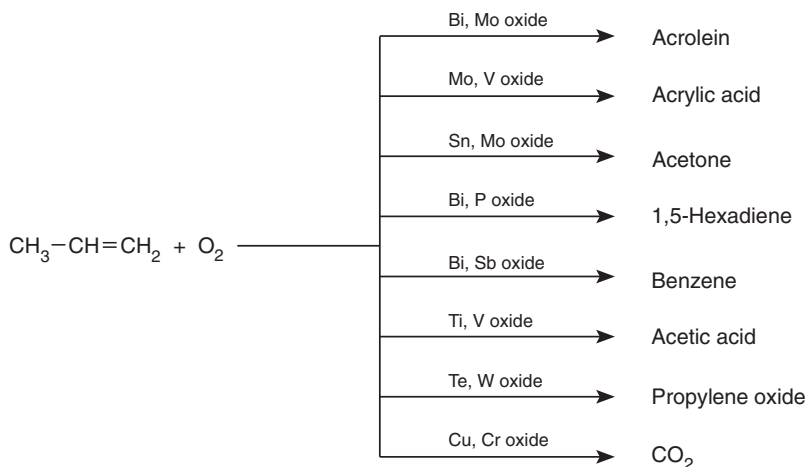 Bi, Mo oxide
Acrolein
Mo, V oxide
Acrylic acid
Sn, Mo oxide
Acetone
Bi, P oxide
1,5-Hexadiene
CH₃−CH=CH₂ + O₂
Bi, Sb oxide
Benzene
Ti, V oxide
Acetic acid
Te, W oxide
Propylene oxide
Cu, Cr oxide
CO₂